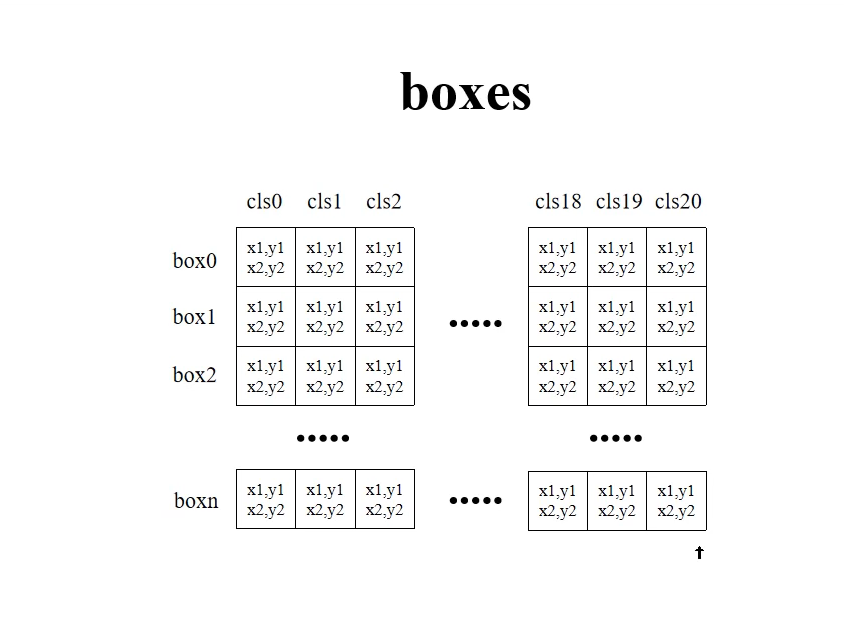 boxes
cls0 cls1 cls2 cls18 cls19 cls20
box0 x1,y1 x1,y1 x1,y1 x1,y1 x1,y1 x1,y1
x2,y2 x2,y2 x2,y2 x2,y2 x2,y2 x2,y2
box1 x1,y1 x1,y1 x1,y1 ..... x1,y1 x1,y1 x1,y1
x2,y2 x2,y2 x2,y2 x2,y2 x2,y2 x2,y2
box2 x1,y1 x1,y1 x1,y1 x1,y1 x1,y1 x1,y1
x2,y2 x2,y2 x2,y2 x2,y2 x2,y2 x2,y2
..... .....
boxn x1,y1 x1,y1 x1,y1 ..... x1,y1 x1,y1 x1,y1
x2,y2 x2,y2 x2,y2 x2,y2 x2,y2 x2,y2